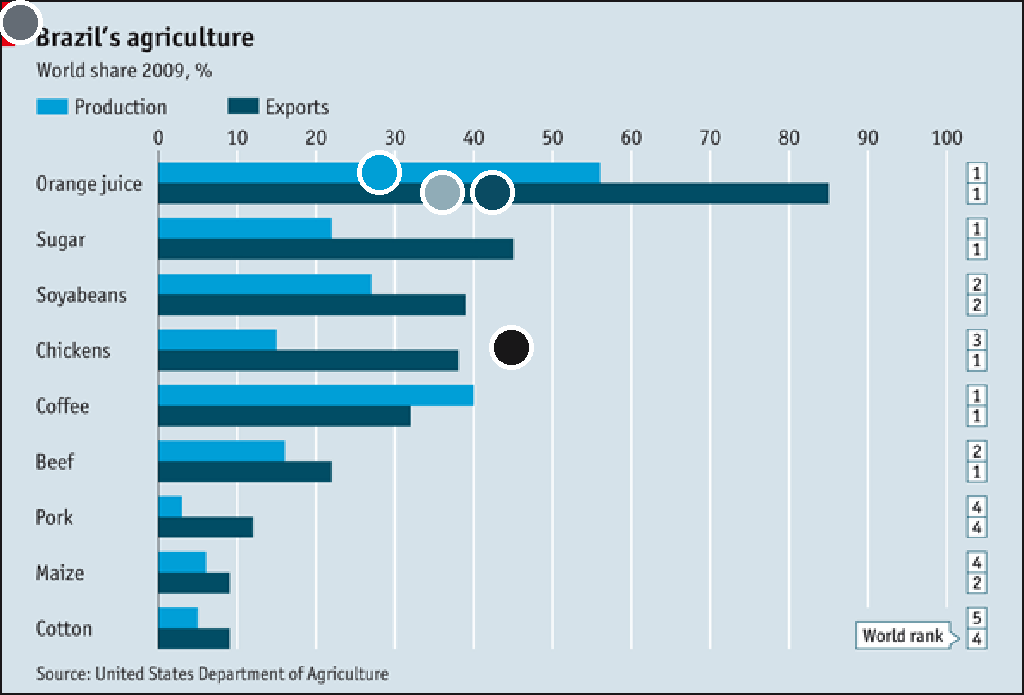 Brazil's agriculture
World share 2009, %
Production Exports
0 10 20 30 40 50 60 70 80 90 100
Orange juice 1
1
Sugar 1
1
Soyabeans 2
2
Chickens 3
1
Coffee 1
1
Beef 2
1
Pork 4
4
Maize 4
2
Cotton 5
World rank 4
Source: United States Department of Agriculture